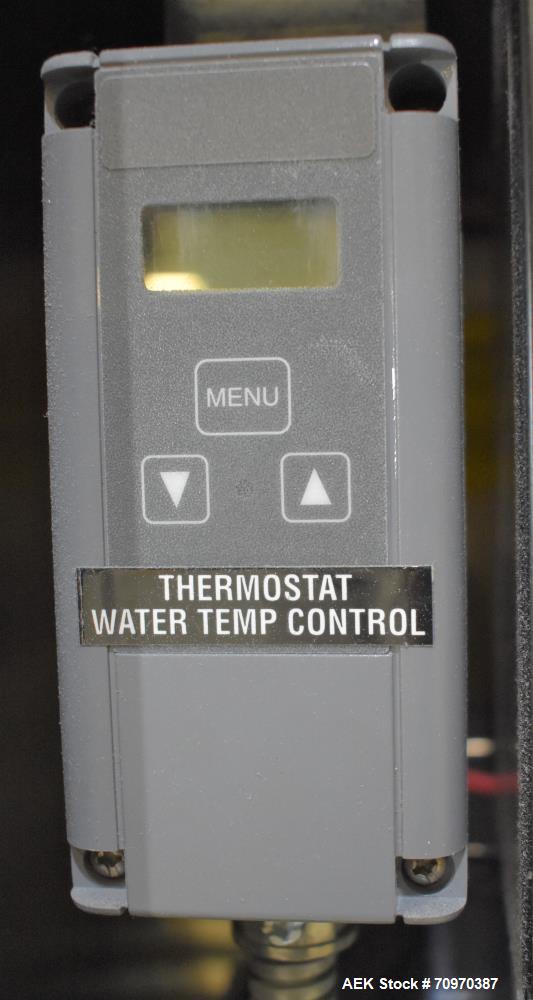 MENU
THERMOSTAT
WATER TEMP CONTROL
AEK Stock # 70970387